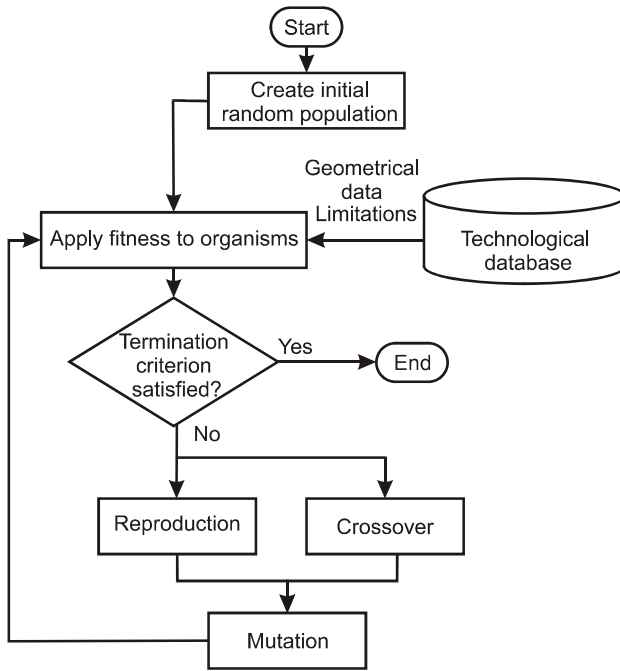 Start
Create initial
random population
Geometrical
data
Limitations
Apply fitness to organisms
Technological
database
Termination
criterion
satisfied?
Yes
End
No
Reproduction
Crossover
Mutation